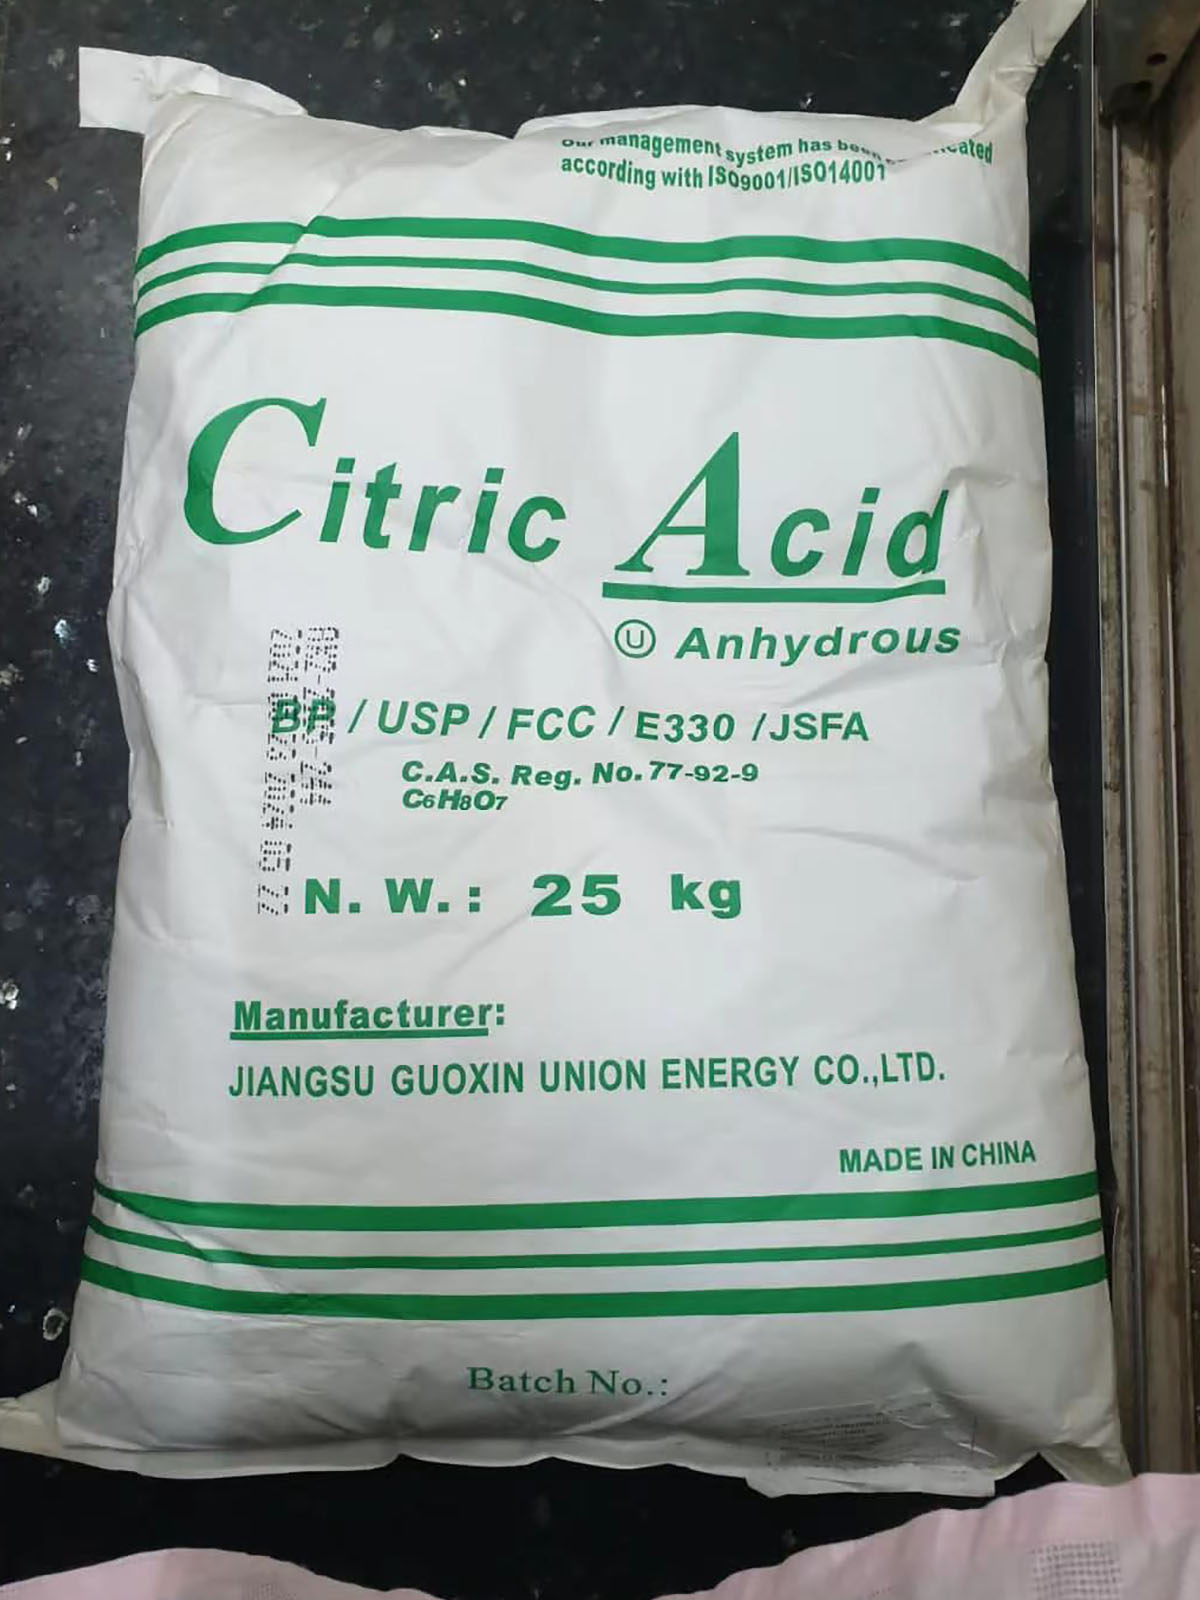 Our management system has been
according with ISO9001/ISO14001
Citric Acid
Ⓤ Anhydrous
BP / USP / FCC / E330 / JSFA
C.A.S. Reg. No. 77-92-9
C6H8O7
N. W.: 25 kg
Manufacturer:
JIANGSU GUOXIN UNION ENERGY CO.,LTD.
MADE IN CHINA
Batch No.: